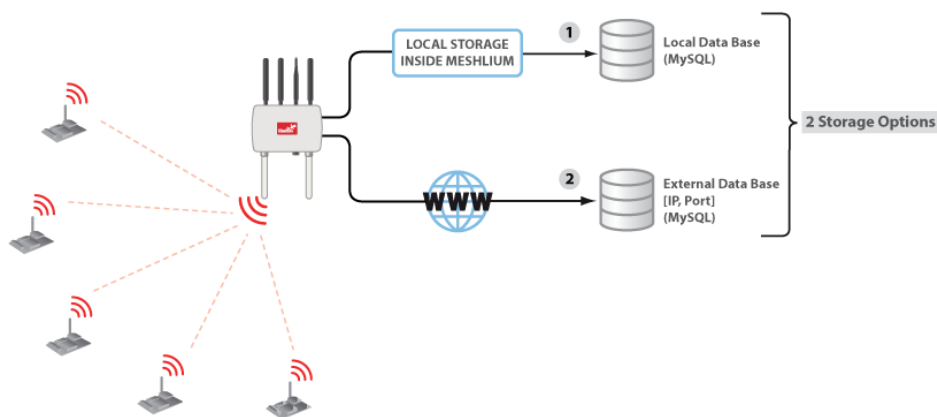 1
LOCAL STORAGE
INSIDE MESHLIUM
Local Data Base
(MySQL)
2 Storage Options
2
WWW
External Data Base
[IP, Port]
(MySQL)